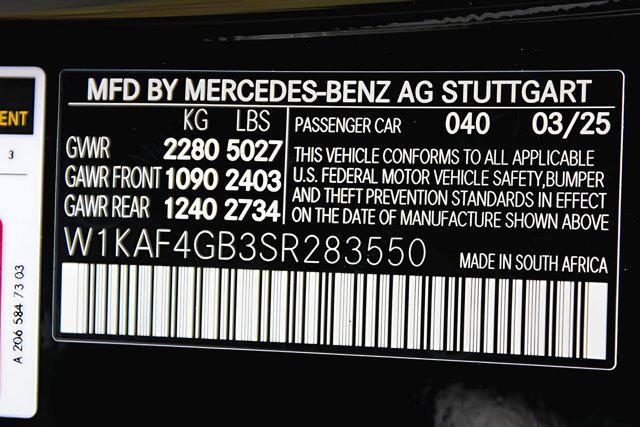 MFD BY MERCEDES-BENZ AG STUTTGART
KG LBS
GVWR 2280 5027
GAWR FRONT 1090 2403
GAWR REAR 1240 2734
PASSENGER CAR 040 03/25
THIS VEHICLE CONFORMS TO ALL APPLICABLE
U.S. FEDERAL MOTOR VEHICLE SAFETY,BUMPER
AND THEFT PREVENTION STANDARDS IN EFFECT
ON THE DATE OF MANUFACTURE SHOWN ABOVE
W1KAF4GB3SR283550
MADE IN SOUTH AFRICA
ENT
3
A 206 584 73 03